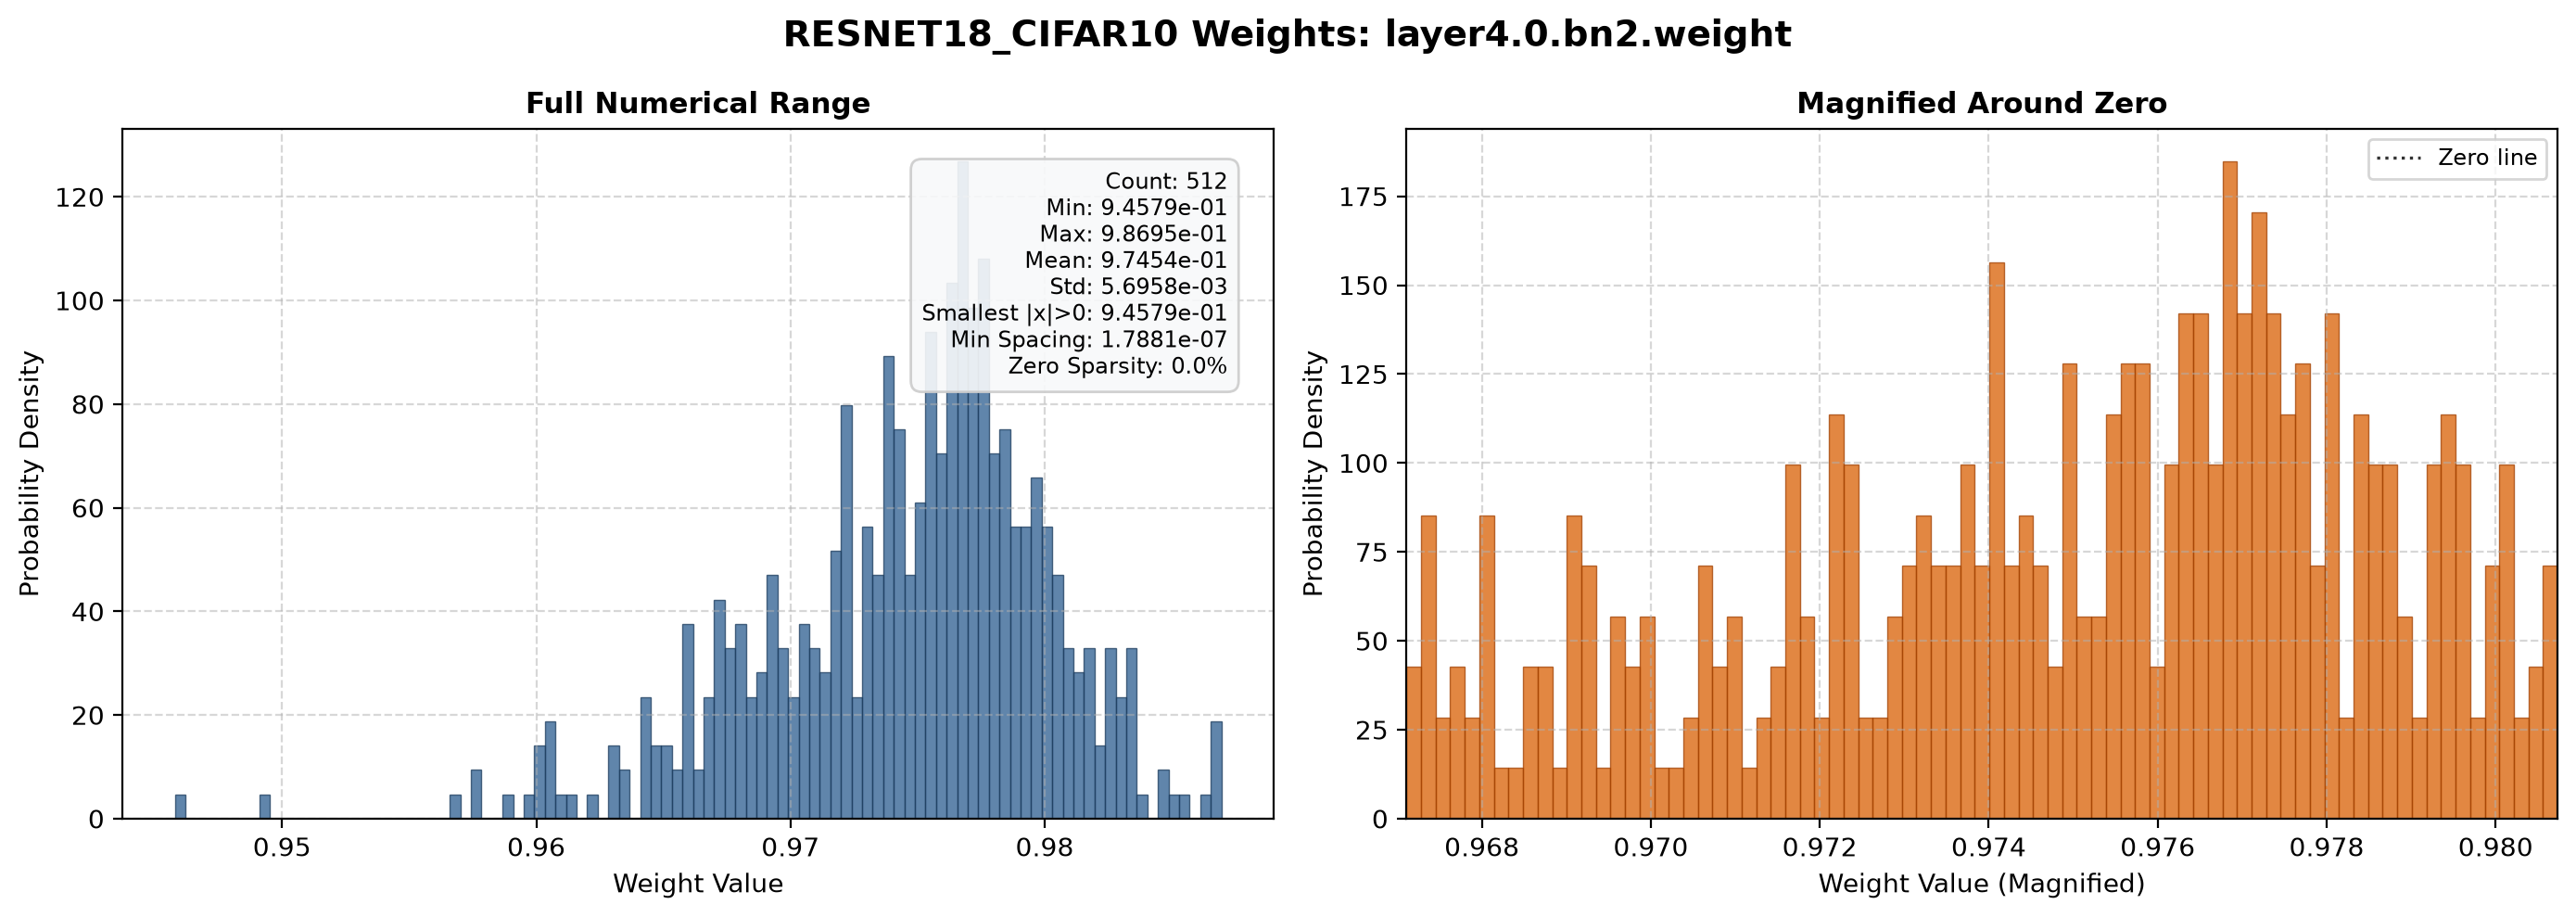 RESNET18_CIFAR10 Weights: layer4.0.bn2.weight
Full Numerical Range
Probability Density
120
100
80
60
40
20
0
Count: 512
Min: 9.4579e-01
Max: 9.8695e-01
Mean: 9.7454e-01
Std: 5.6958e-03
Smallest |x|>0: 9.4579e-01
Min Spacing: 1.7881e-07
Zero Sparsity: 0.0%
0.95 0.96 0.97 0.98
Weight Value
Magnified Around Zero
Probability Density
175
150
125
100
75
50
25
0
Zero line
0.968 0.970 0.972 0.974 0.976 0.978 0.980
Weight Value (Magnified)